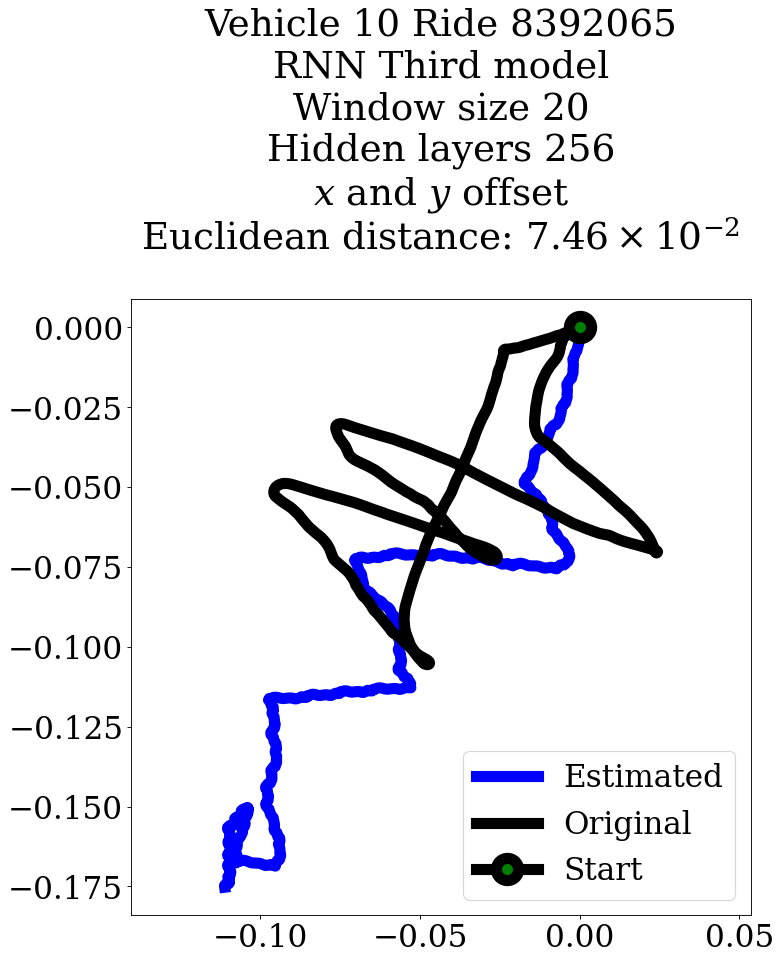 Vehicle 10 Ride 8392065
RNN Third model
Window size 20
Hidden layers 256
x and y offset
Euclidean distance: 7.46 × 10⁻²
0.000
−0.025
−0.050
−0.075
−0.100
−0.125
−0.150
−0.175
Estimated
Original
Start
−0.10 −0.05 0.00 0.05